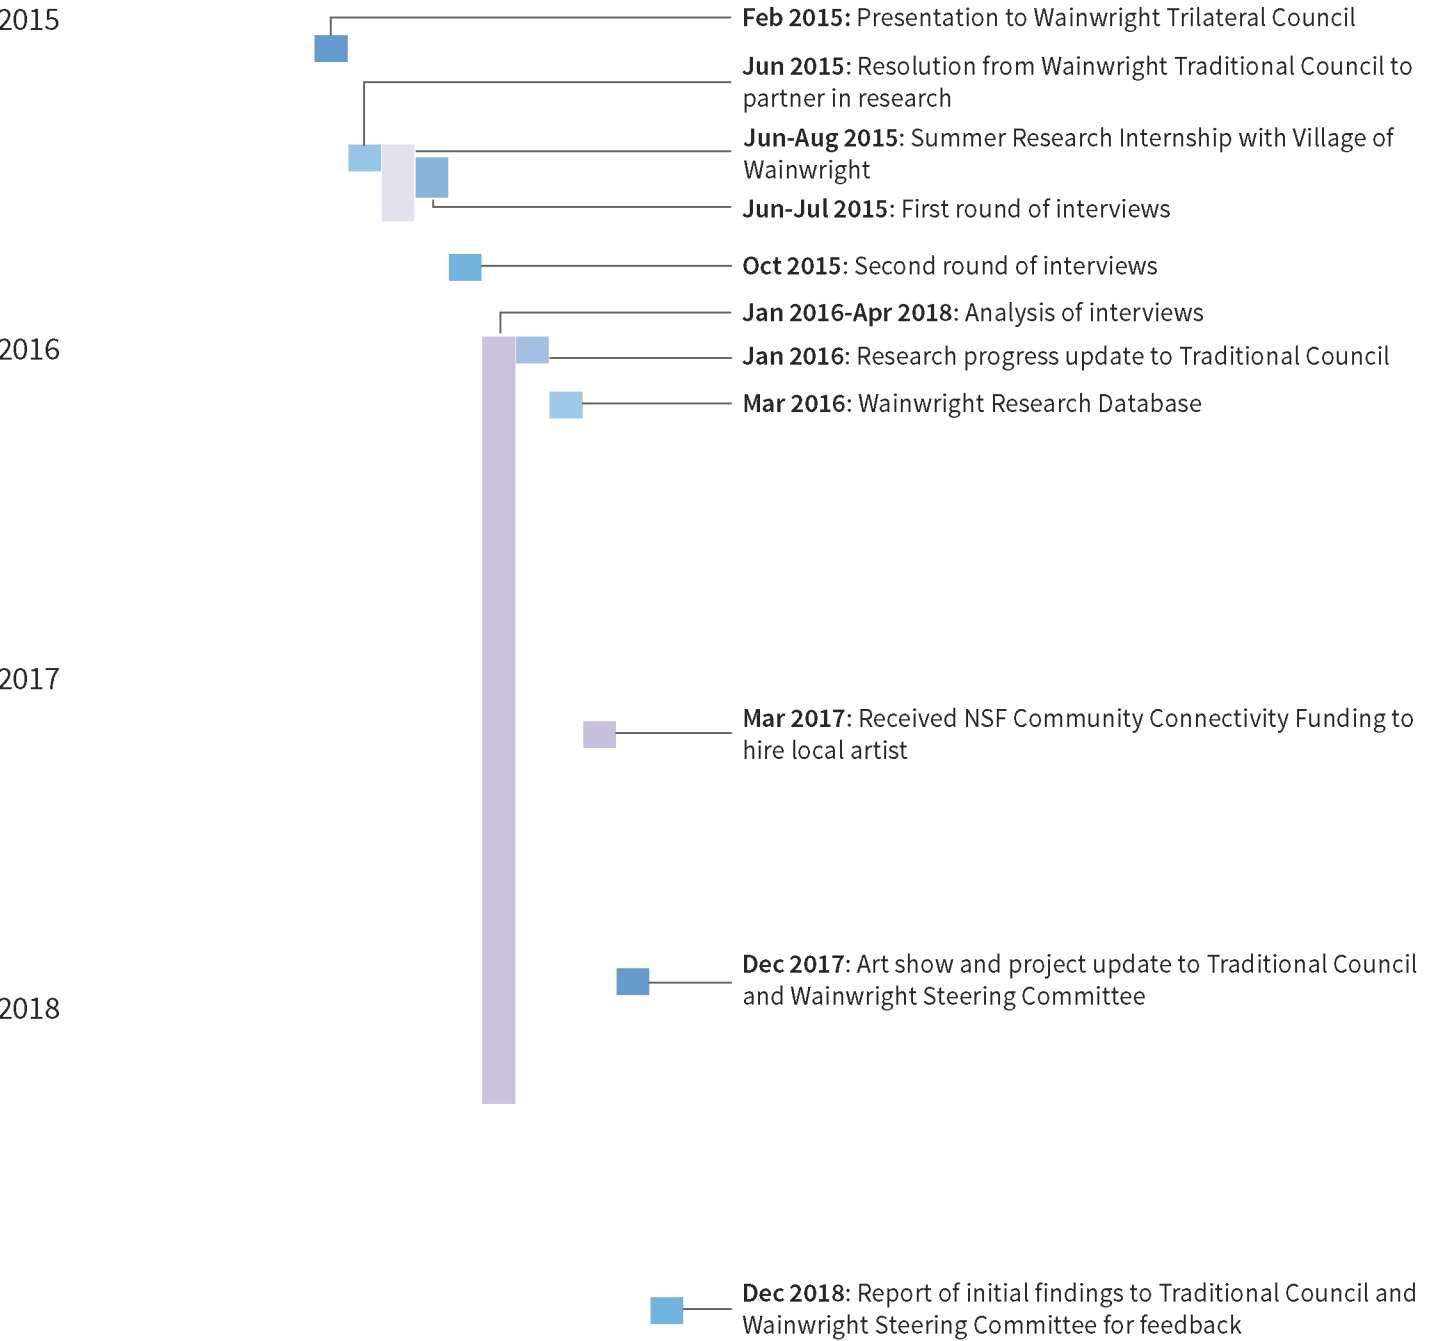 2015
Feb 2015: Presentation to Wainwright Trilateral Council
Jun 2015: Resolution from Wainwright Traditional Council to
partner in research
Jun-Aug 2015: Summer Research Internship with Village of
Wainwright
Jun-Jul 2015: First round of interviews
Oct 2015: Second round of interviews
Jan 2016-Apr 2018: Analysis of interviews
2016
Jan 2016: Research progress update to Traditional Council
Mar 2016: Wainwright Research Database
2017
Mar 2017: Received NSF Community Connectivity Funding to
hire local artist
Dec 2017: Art show and project update to Traditional Council
and Wainwright Steering Committee
2018
Dec 2018: Report of initial findings to Traditional Council and
Wainwright Steering Committee for feedback